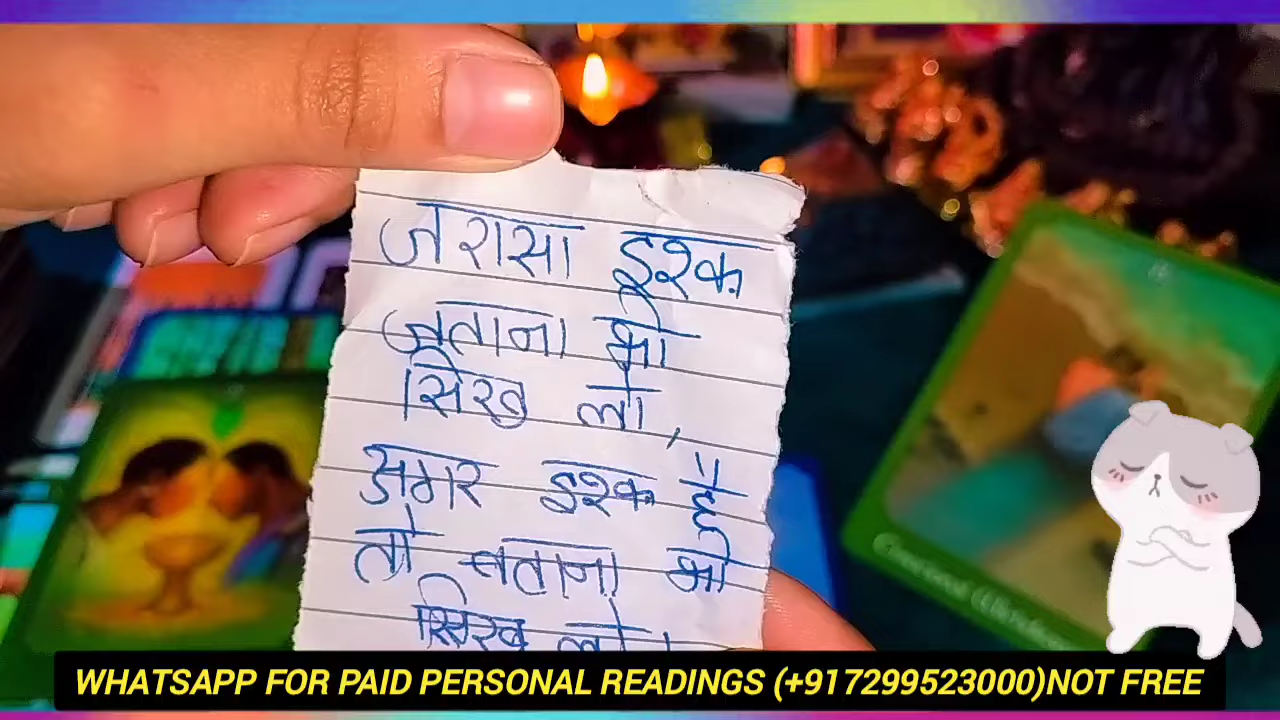 जरासा इश्क
जताना भी
सिख लो,
अगर इश्क है
तो बताना भी
सिख लो।
WHATSAPP FOR PAID PERSONAL READINGS (+917299523000)NOT FREE